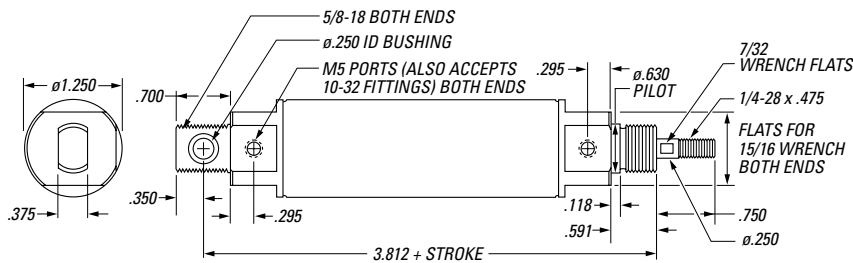 5/8-18 BOTH ENDS
ø.250 ID BUSHING
M5 PORTS (ALSO ACCEPTS
10-32 FITTINGS) BOTH ENDS
ø1.250
.700
.295
ø.630
PILOT
7/32
WRENCH FLATS
1/4-28 x .475
FLATS FOR
15/16 WRENCH
BOTH ENDS
.375
.350
.295
.118
.591
.750
ø.250
3.812 + STROKE